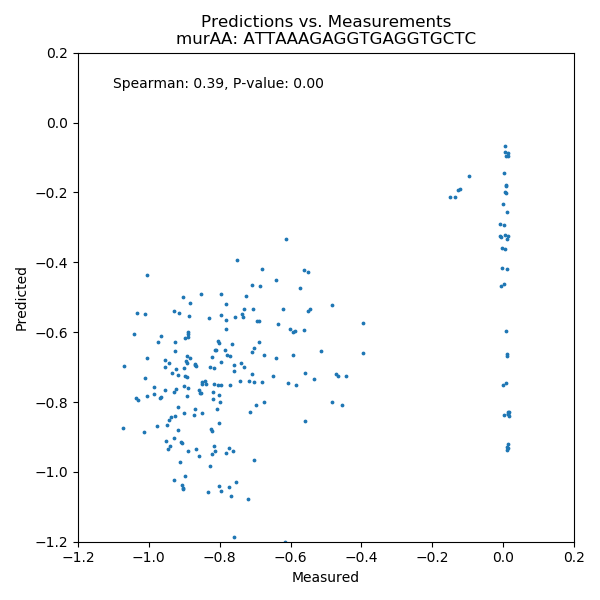 Predictions vs. Measurements
murAA: ATTAAAGAGGTGAGGTGCTC
Spearman: 0.39, P-value: 0.00
Predicted
0.2
0.0
−0.2
−0.4
−0.6
−0.8
−1.0
−1.2
−1.2 −1.0 −0.8 −0.6 −0.4 −0.2 0.0 0.2
Measured